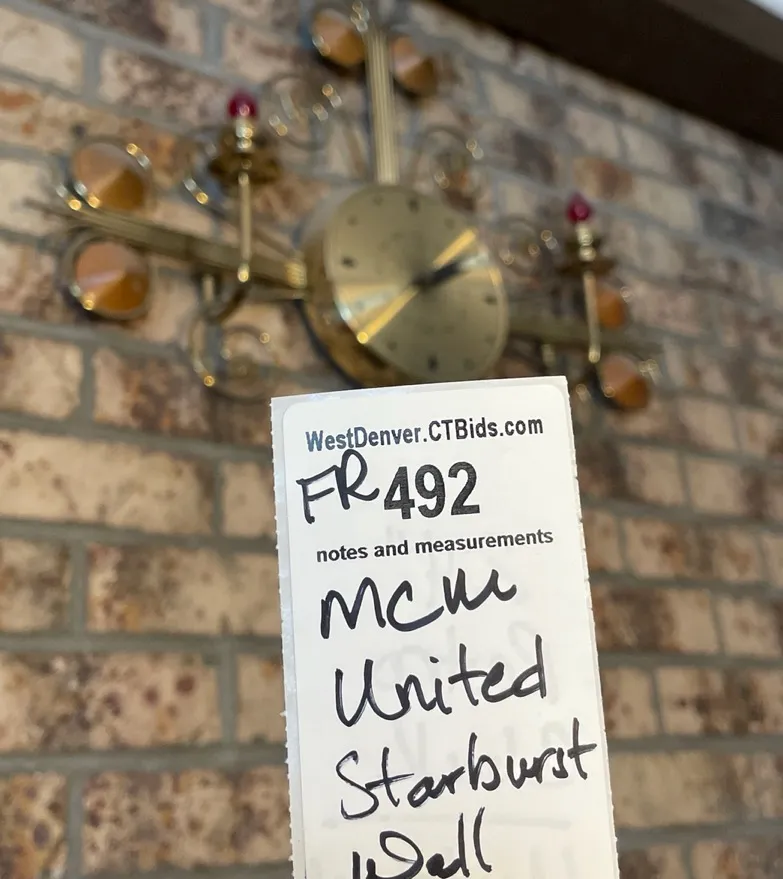 WestDenver.CTBids.com
FR 492
notes and measurements
MCM
United
Starburst
Wall